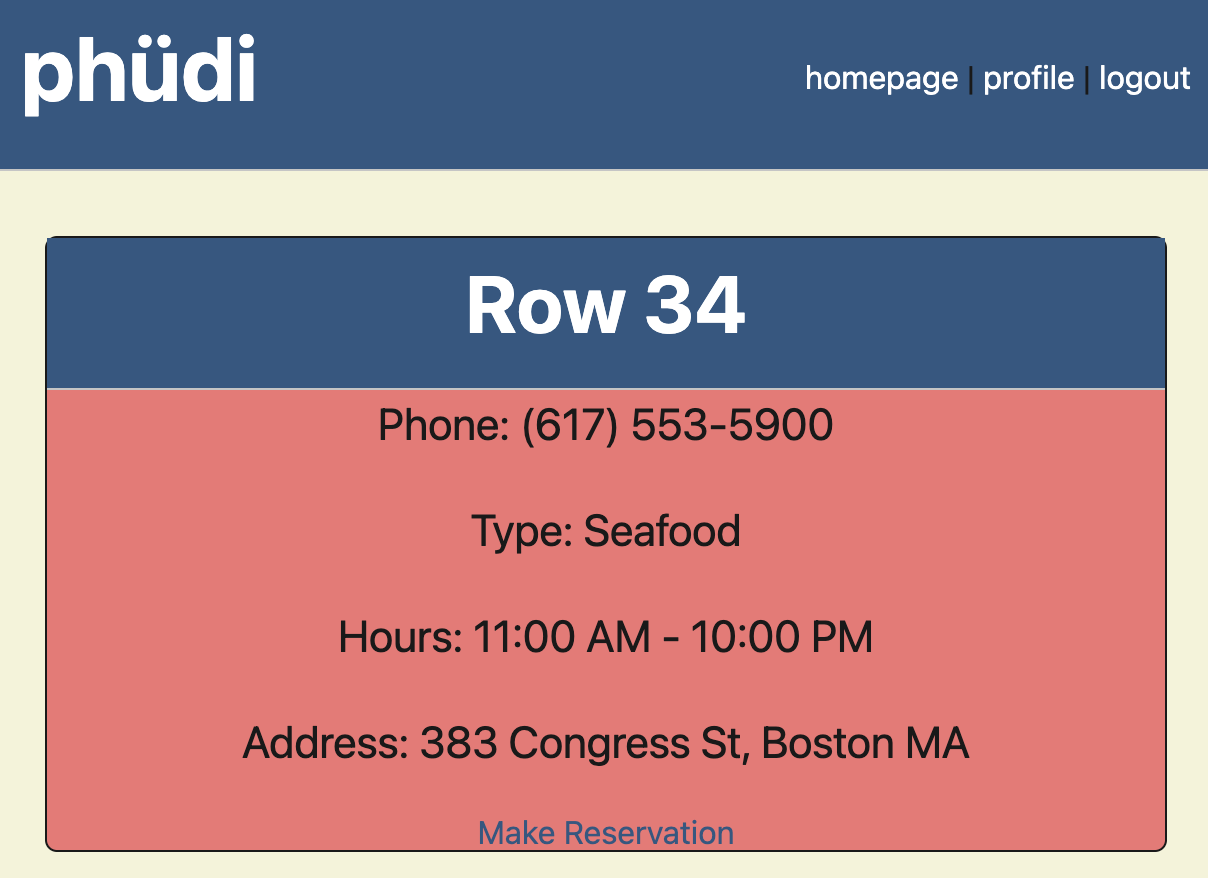 phüdi
homepage | profile | logout
Row 34
Phone: (617) 553-5900
Type: Seafood
Hours: 11:00 AM - 10:00 PM
Address: 383 Congress St, Boston MA
Make Reservation